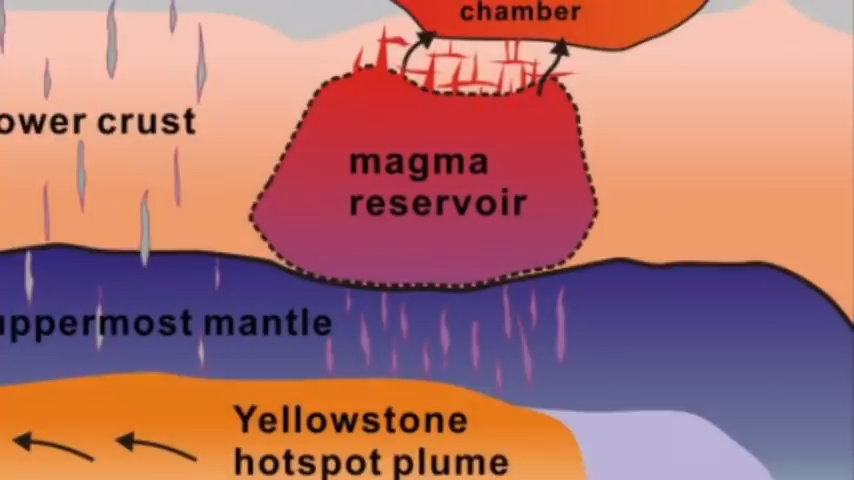 chamber
ower crust
magma
reservoir
uppermost mantle
Yellowstone
hotspot plume